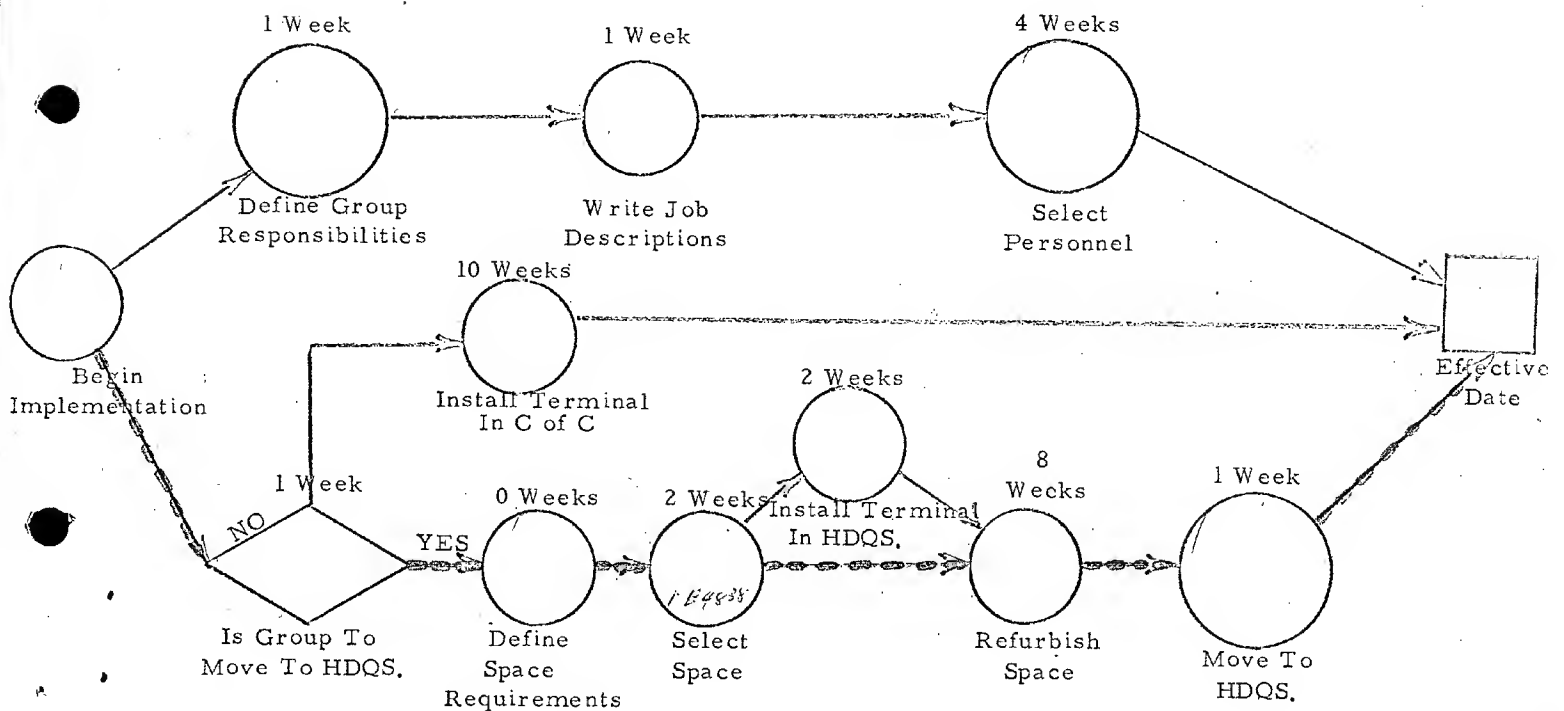 1 Week
Define Group
Responsibilities
1 Week
Write Job
Descriptions
4 Weeks
Select
Personnel
Begin
Implementation
10 Weeks
Install Terminal
In C of C
Effective
Date
1 Week
NO
YES
Is Group To
Move To HDQS.
0 Weeks
Define
Space
Requirements
2 Weeks
Select
Space
2 Weeks
Install Terminal
In HDQS.
8
Weeks
Refurbish
Space
1 Week
Move To
HDQS.